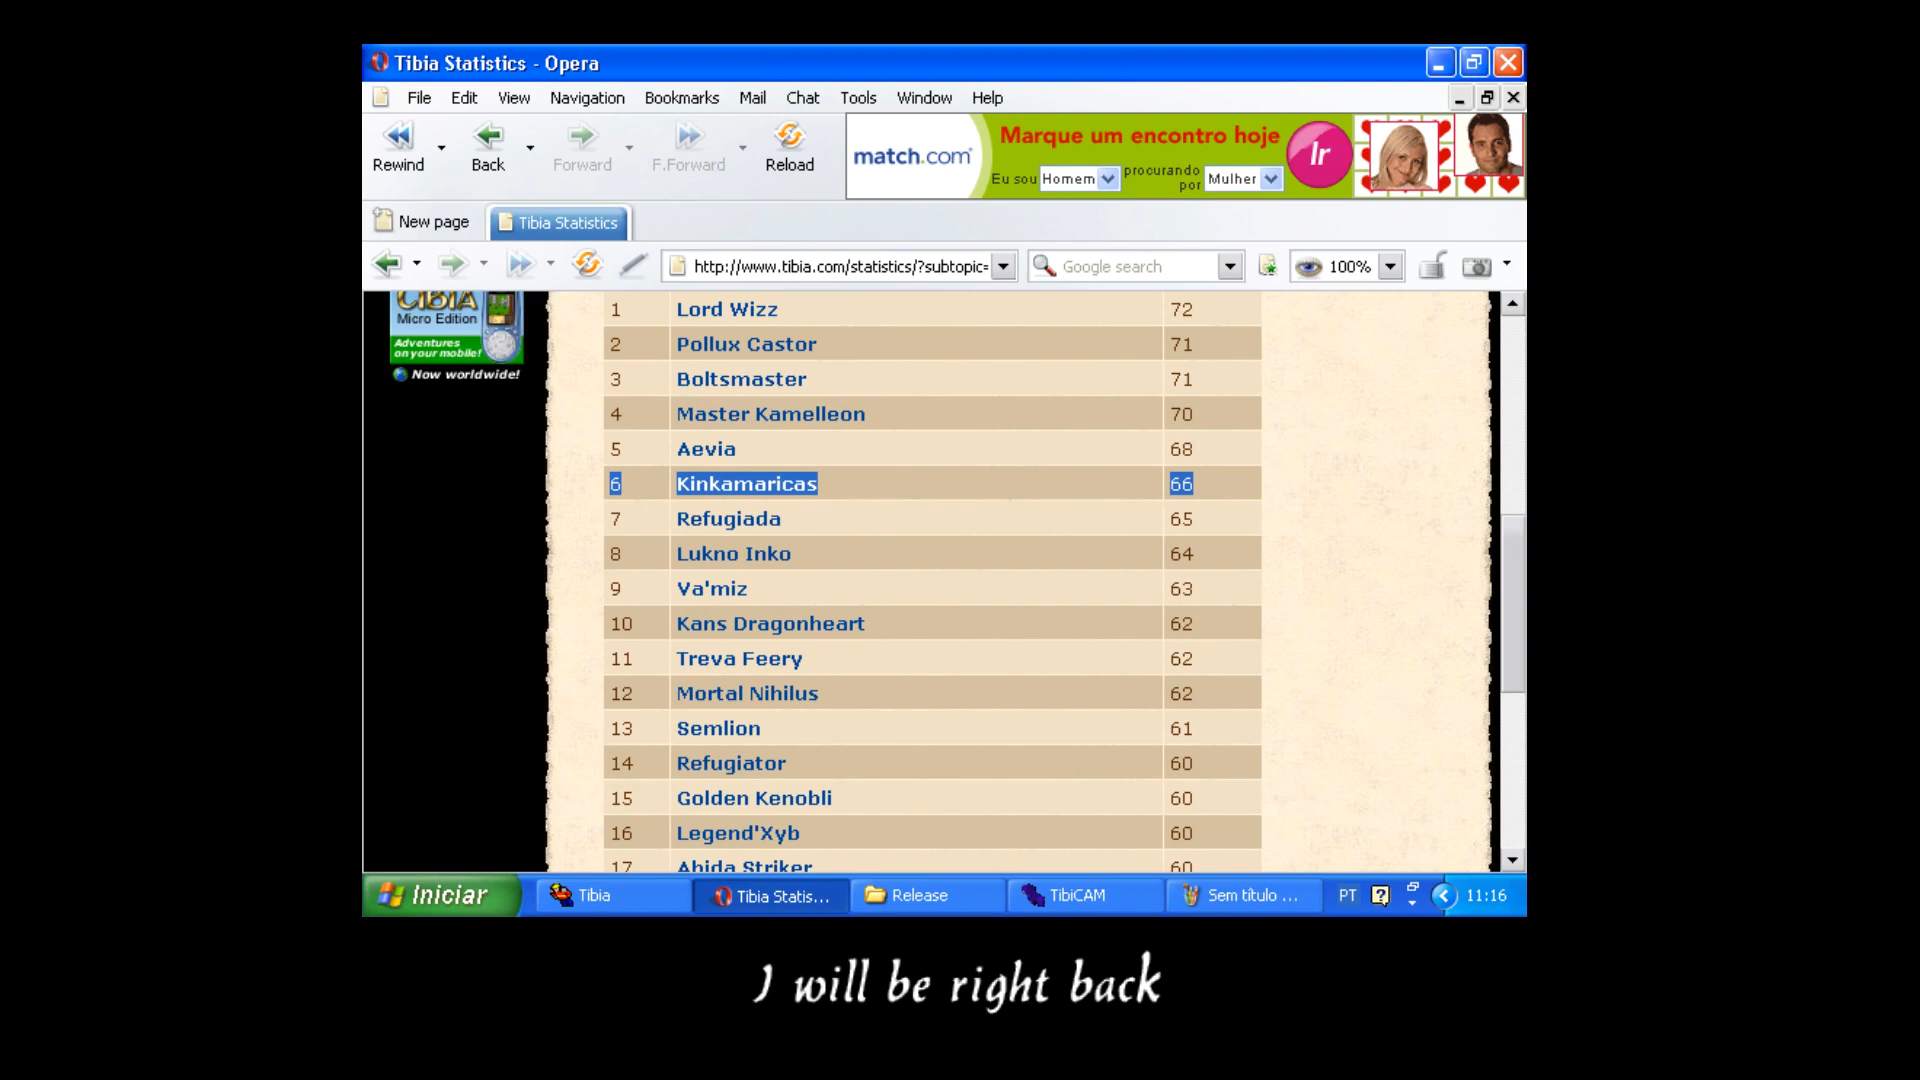 Tibia Statistics - Opera
File Edit View Navigation Bookmarks Mail Chat Tools Window Help
Rewind Back Forward F.Forward Reload
match.com
Marque um encontro hoje
Eu sou Homem procurando por Mulher
Ir
New page Tibia Statistics
http://www.tibia.com/statistics/?subtopic= Google search 100%
TIBIA
Micro Edition
Adventures
on your mobile!
Now worldwide!
1 Lord Wizz 72
2 Pollux Castor 71
3 Boltsmaster 71
4 Master Kamelleon 70
5 Aevia 68
6 Kinkamaricas 66
7 Refugiada 65
8 Lukno Inko 64
9 Va'miz 63
10 Kans Dragonheart 62
11 Treva Feery 62
12 Mortal Nihilus 62
13 Semlion 61
14 Refugiator 60
15 Golden Kenobli 60
16 Legend'Xyb 60
17 Ahida Striker 60
Iniciar Tibia Tibia Statis... Release TibiCAM Sem título ... PT 11:16
I will be right back